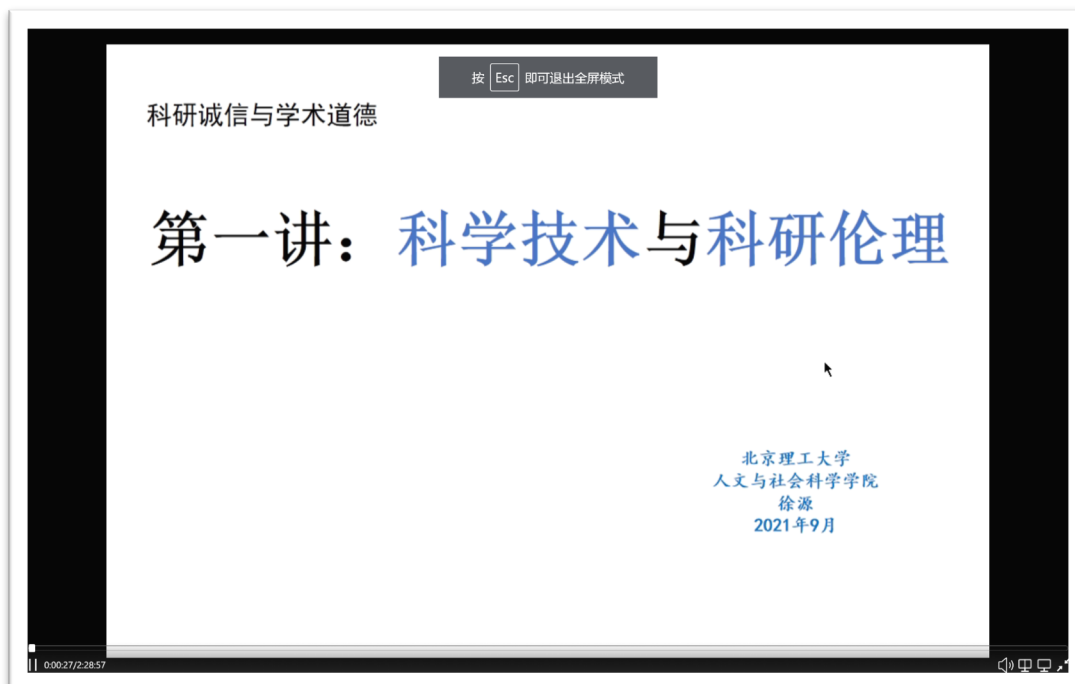 按 Esc 即可退出全屏模式
科研诚信与学术道德
第一讲：科学技术与科研伦理
北京理工大学
人文与社会科学学院
徐源
2021年9月
0:00:27/2:28:57